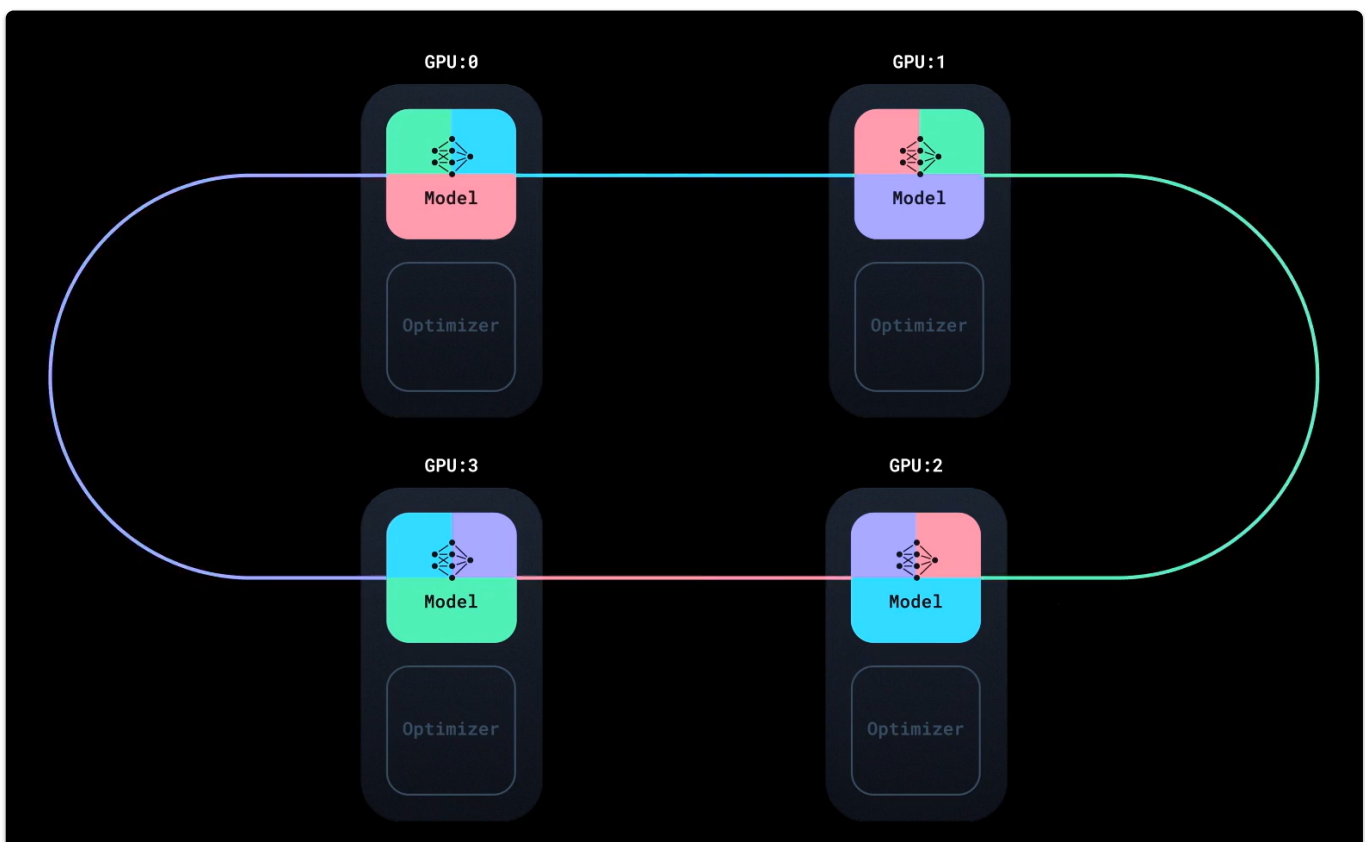 GPU:0
GPU:1
Model
Model
Optimizer
Optimizer
GPU:3
GPU:2
Model
Model
Optimizer
Optimizer